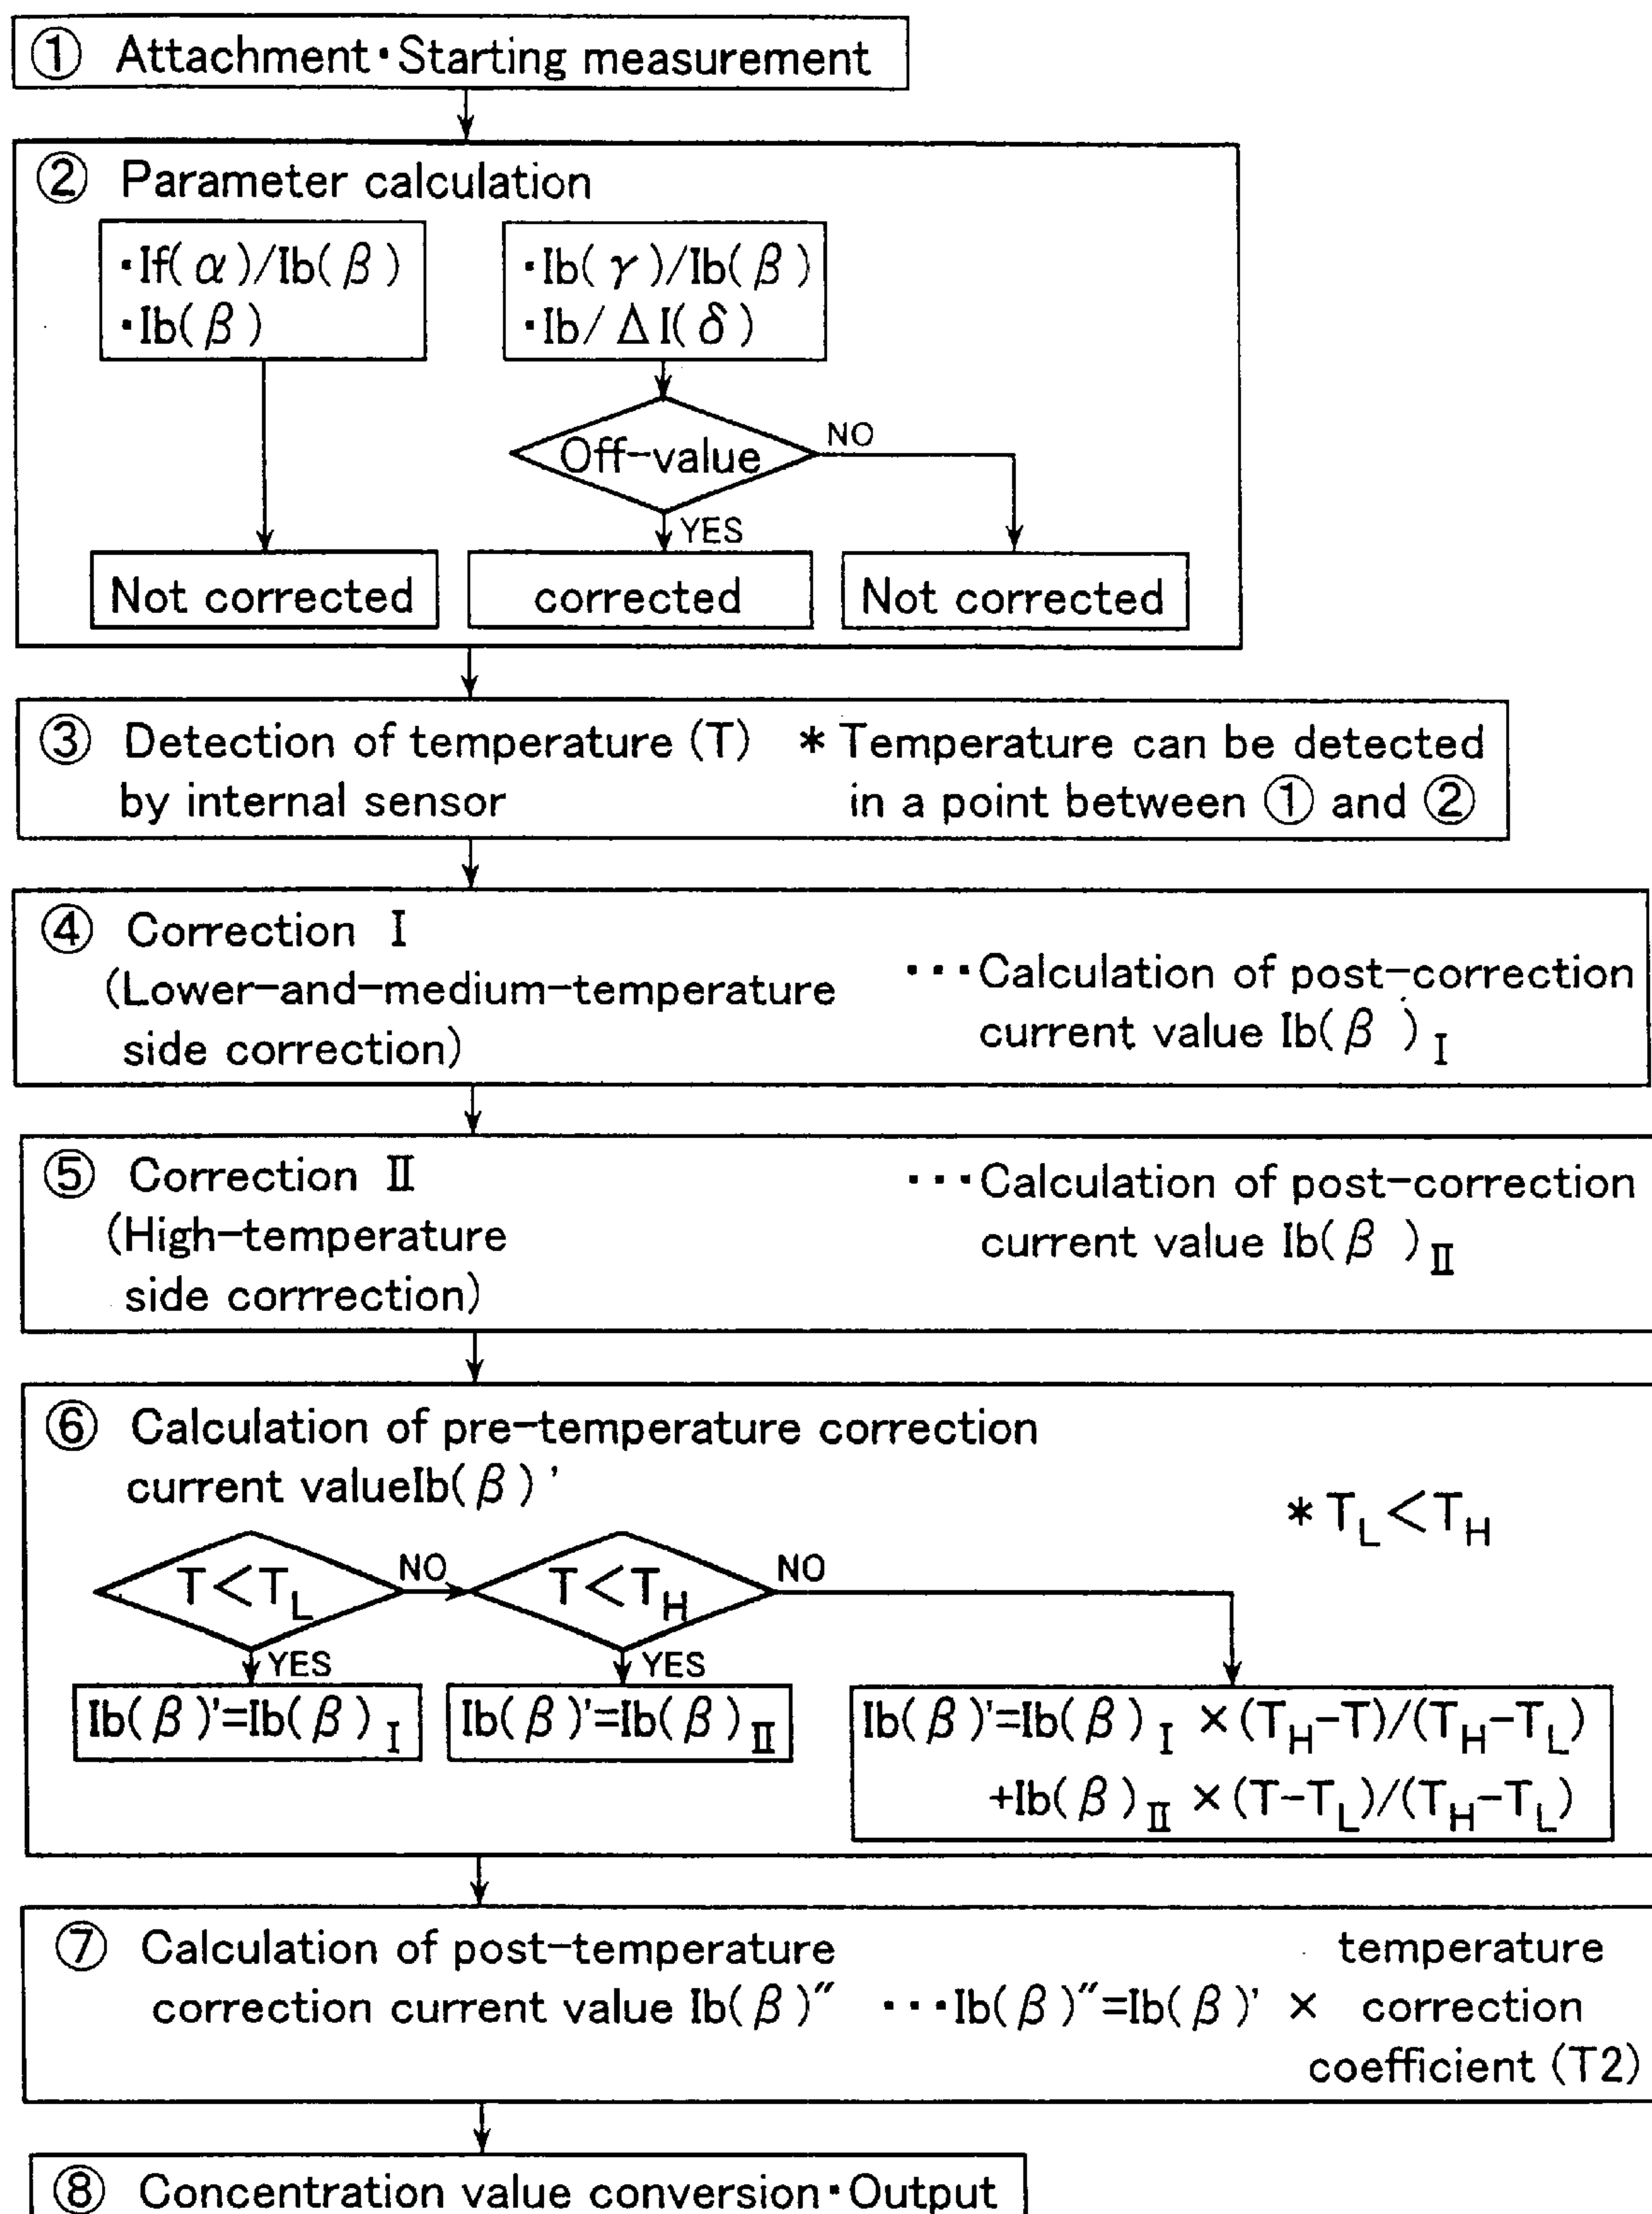 ① Attachment・Starting measurement
② Parameter calculation
・If(α)/Ib(β)
・Ib(β)
・Ib(γ)/Ib(β)
・Ib/ΔI(δ)
Off-value
NO
YES
Not corrected
corrected
Not corrected
③ Detection of temperature (T)
by internal sensor
* Temperature can be detected
in a point between ① and ②
④ Correction Ⅰ
(Lower-and-medium-temperature
side correction)
・・・Calculation of post-correction
current value Ib(β)Ⅰ
⑤ Correction Ⅱ
(High-temperature
side corrrection)
・・・Calculation of post-correction
current value Ib(β)Ⅱ
⑥ Calculation of pre-temperature correction
current valueIb(β)'
* TL<TH
T<TL
NO
T<TH
NO
YES
YES
Ib(β)'=Ib(β)Ⅰ
Ib(β)'=Ib(β)Ⅱ
Ib(β)'=Ib(β)Ⅰ ×(TH-T)/(TH-TL)
+Ib(β)Ⅱ ×(T-TL)/(TH-TL)
⑦ Calculation of post-temperature
correction current value Ib(β)"
・・・Ib(β)"=Ib(β)' ×
temperature
correction
coefficient (T2)
⑧ Concentration value conversion・Output